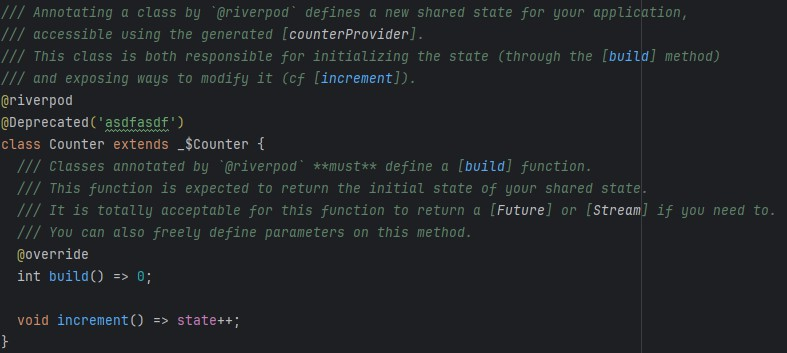 /// Annotating a class by `@riverpod` defines a new shared state for your application,
/// accessible using the generated [counterProvider].
/// This class is both responsible for initializing the state (through the [build] method)
/// and exposing ways to modify it (cf [increment]).
@riverpod
@Deprecated('asdfasdf')
class Counter extends _$Counter {
  /// Classes annotated by `@riverpod` **must** define a [build] function.
  /// This function is expected to return the initial state of your shared state.
  /// It is totally acceptable for this function to return a [Future] or [Stream] if you need to.
  /// You can also freely define parameters on this method.
  @override
  int build() => 0;
  void increment() => state++;
}